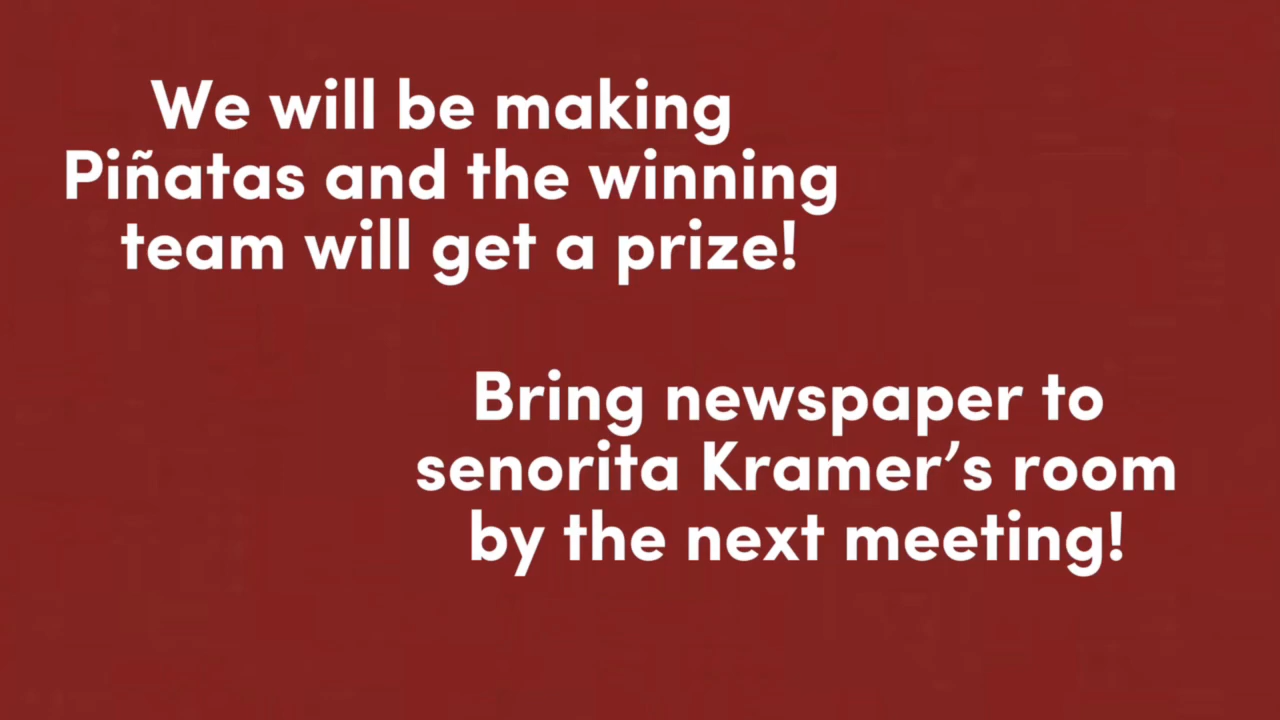 We will be making
Piñatas and the winning
team will get a prize!
Bring newspaper to
senorita Kramer’s room
by the next meeting!